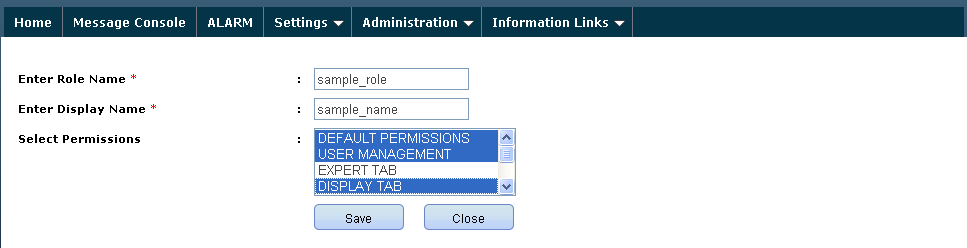 Home Message Console ALARM Settings Administration Information Links
Enter Role Name * : sample_role
Enter Display Name * : sample_name
Select Permissions : DEFAULT PERMISSIONS
USER MANAGEMENT
EXPERT TAB
DISPLAY TAB
Save Close